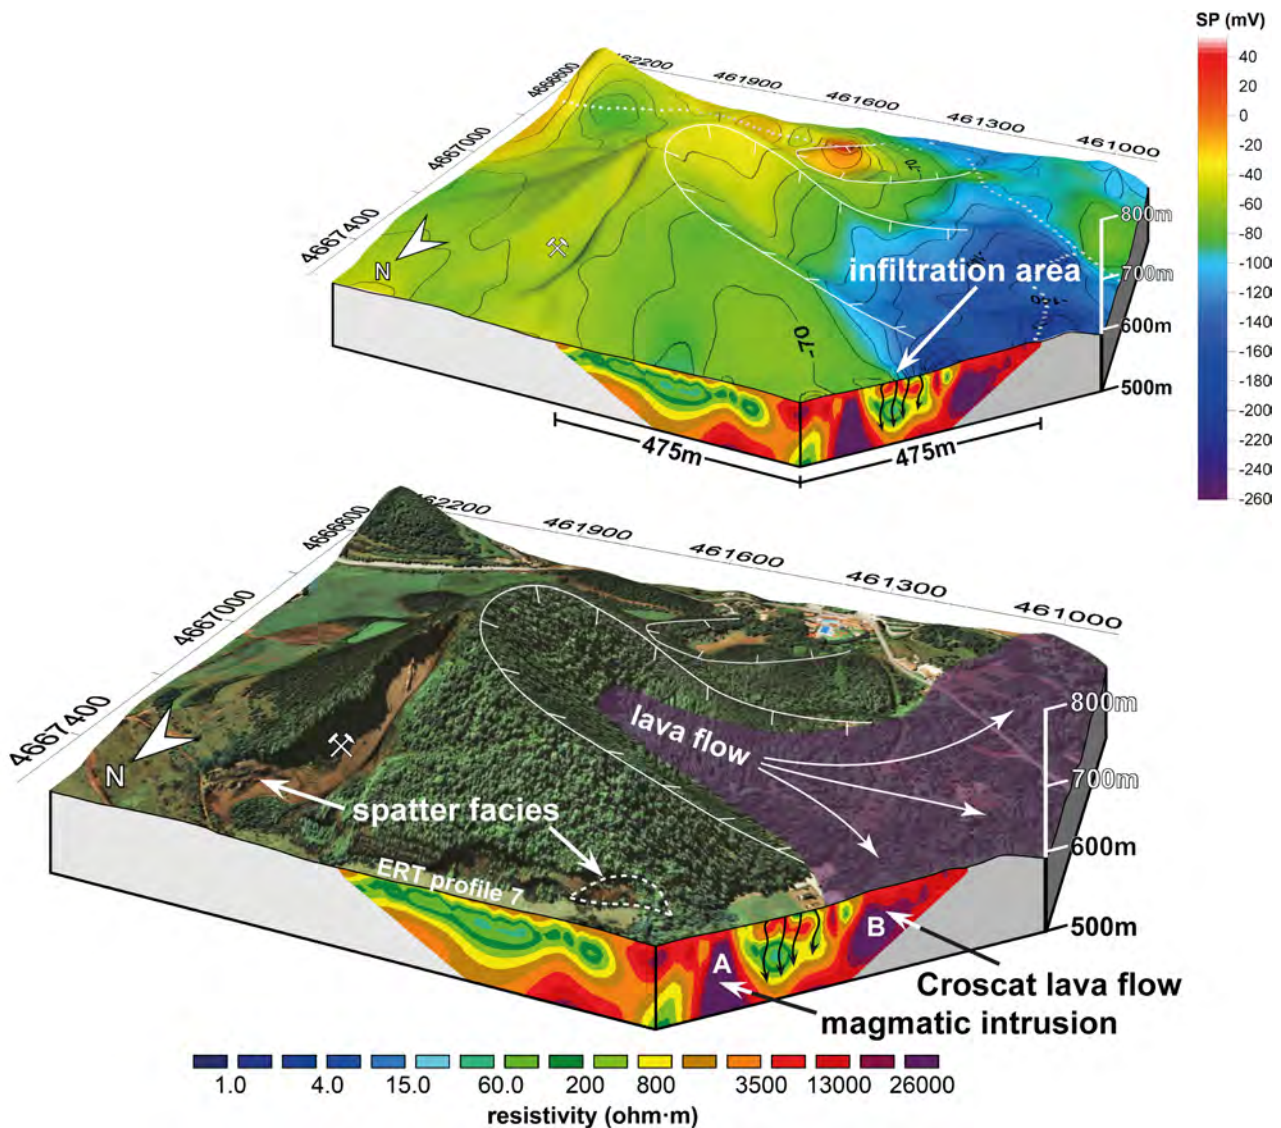 SP (mV)
40
20
0
-20
-40
-60
-80
-100
-120
-140
-160
-180
-200
-220
-240
-260
462200
461900
461600
461300
461000
4666600
4667000
4667400
N
-70
-70
infiltration area
800m
700m
600m
500m
475m
475m
462200
461900
461600
461300
461000
4666600
4667000
4667400
N
lava flow
spatter facies
ERT profile 7
800m
700m
600m
500m
A
B
Croscat lava flow
magmatic intrusion
1.0
4.0
15.0
60.0
200
800
3500
13000
26000
resistivity (ohm·m)